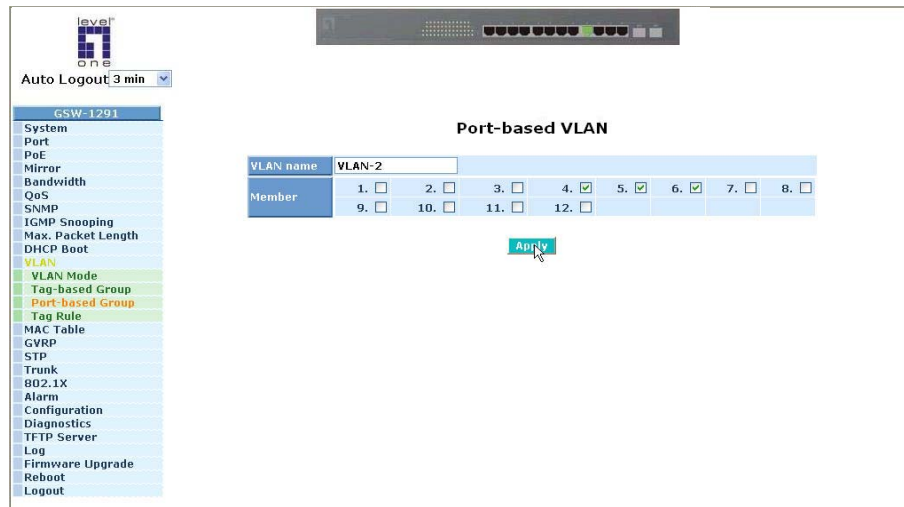 level
one
Auto Logout 3 min
GSW-1291
System
Port
PoE
Mirror
Bandwidth
QoS
SNMP
IGMP Snooping
Max. Packet Length
DHCP Boot
VLAN
VLAN Mode
Tag-based Group
Port-based Group
Tag Rule
MAC Table
GVRP
STP
Trunk
802.1X
Alarm
Configuration
Diagnostics
TFTP Server
Log
Firmware Upgrade
Reboot
Logout
Port-based VLAN
VLAN name VLAN-2
Member 1. 2. 3. 4. 5. 6. 7. 8.
9. 10. 11. 12.
Apply